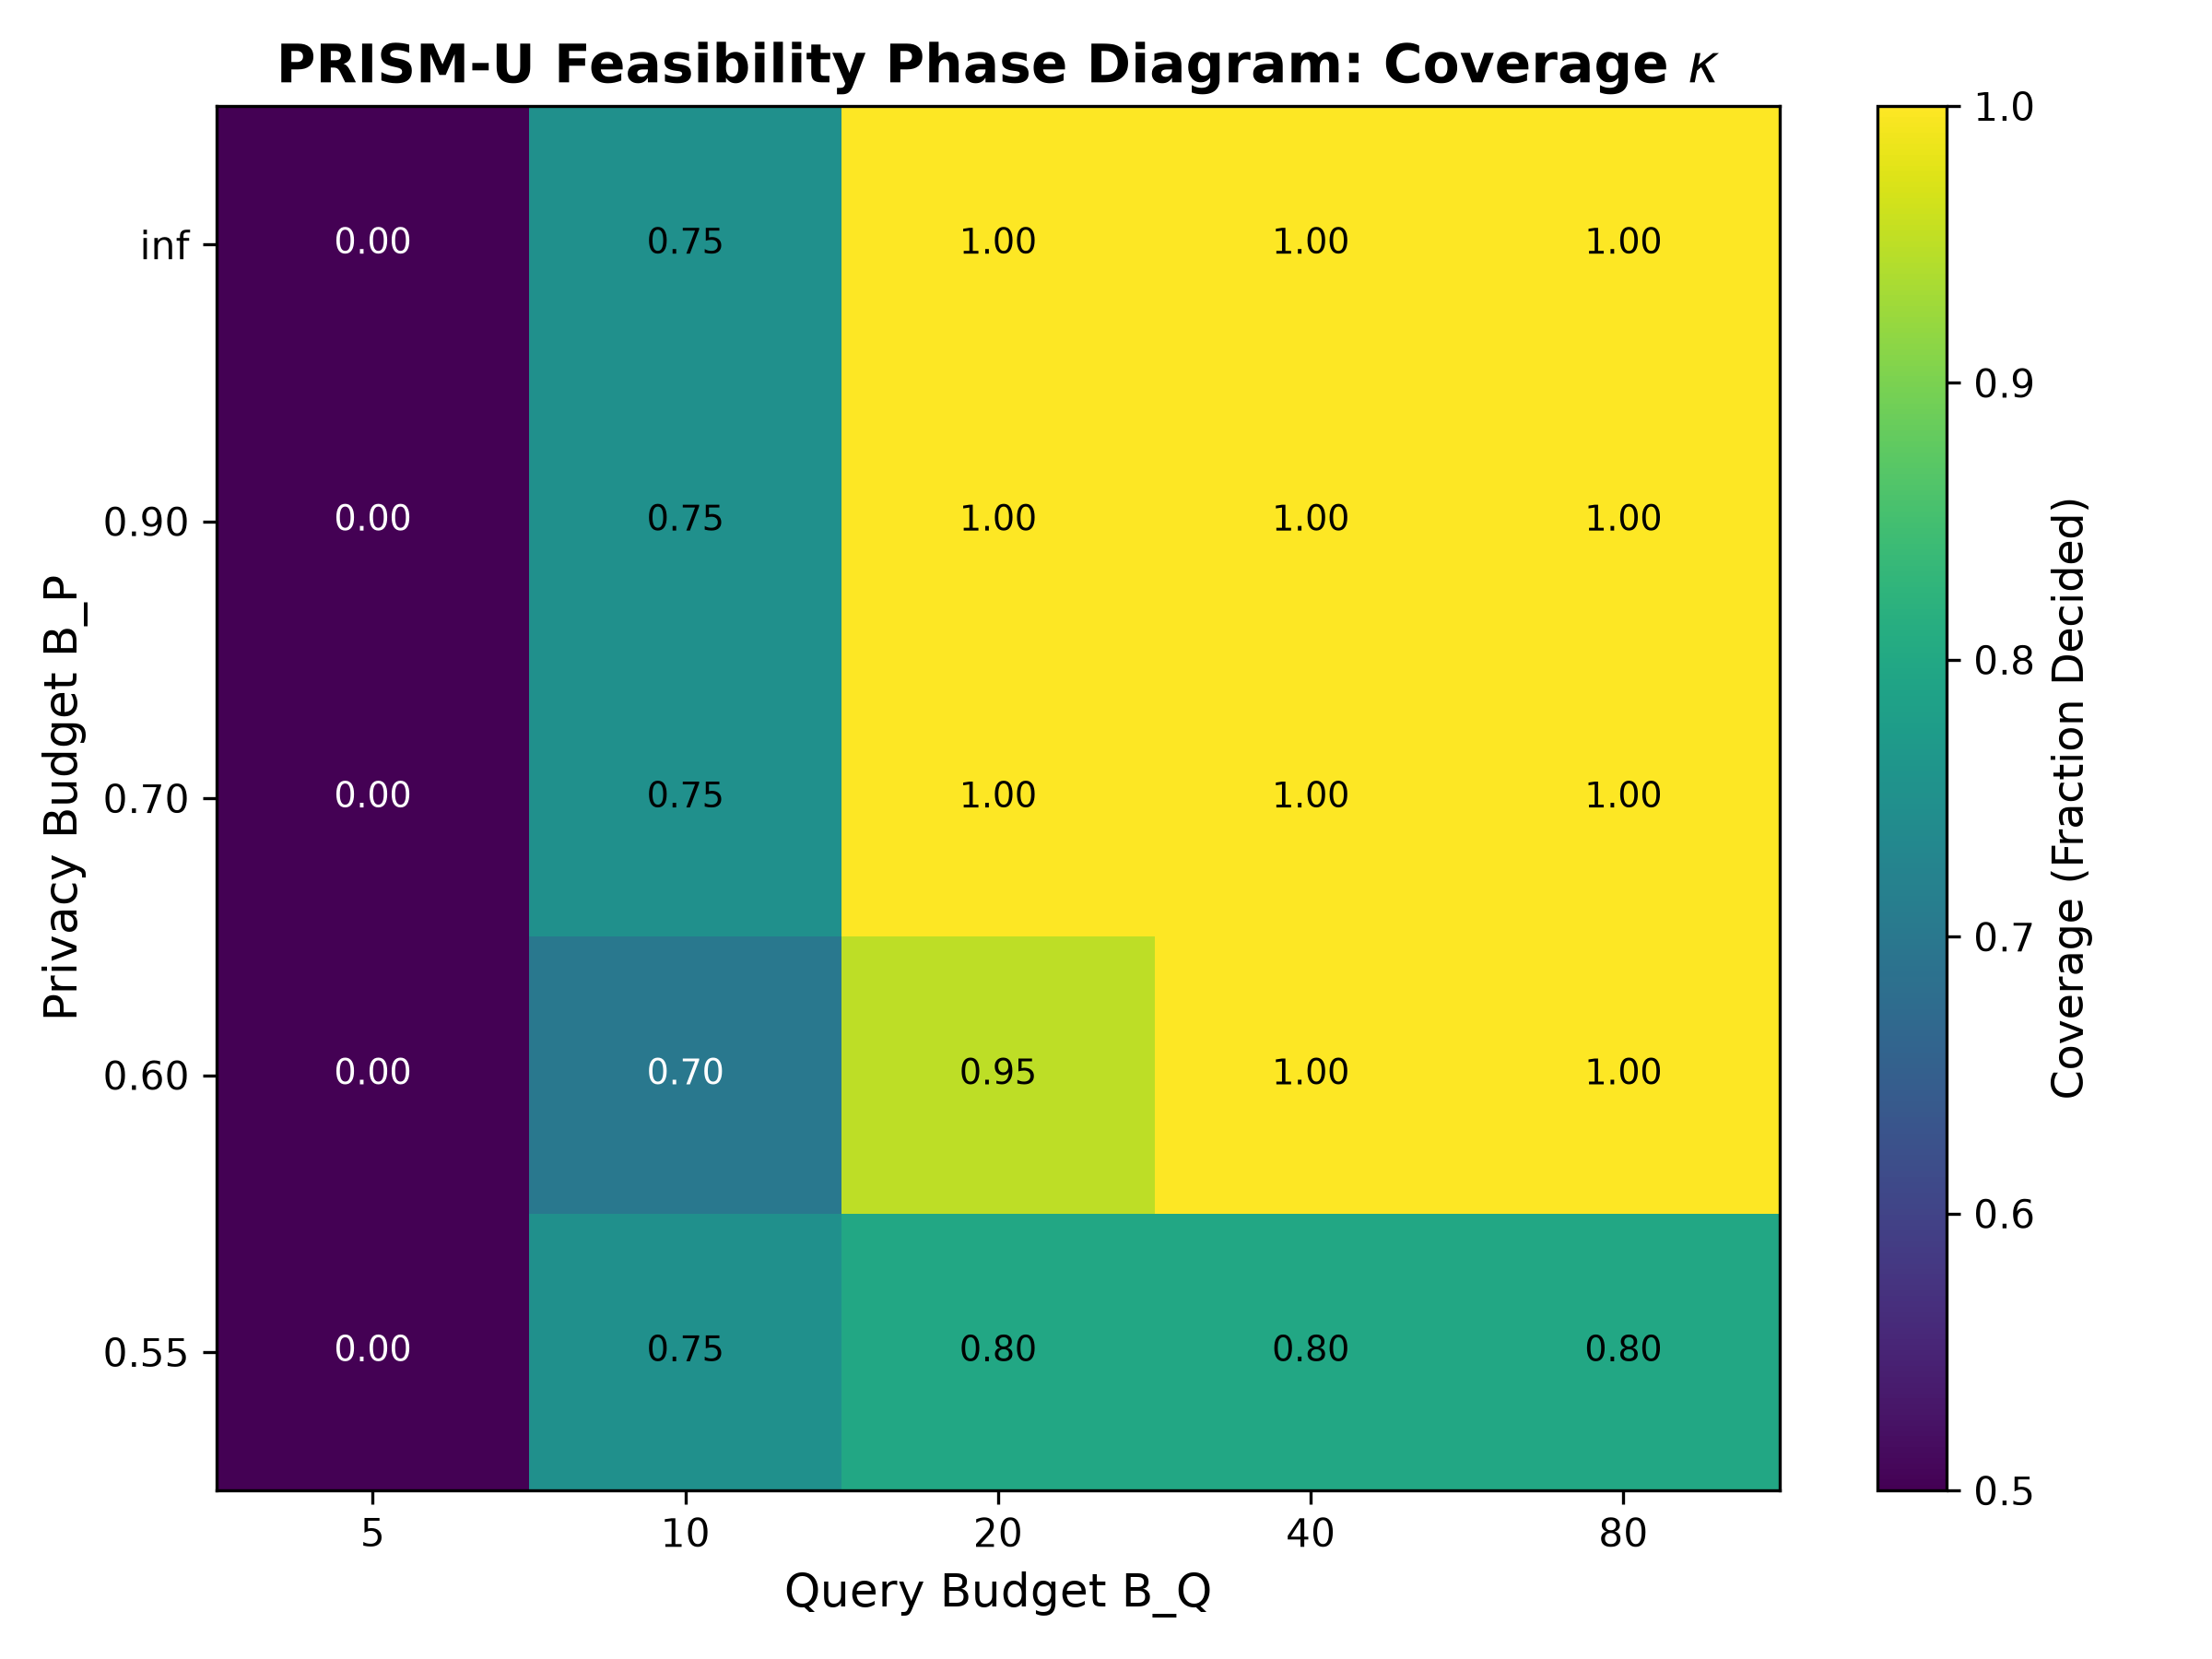 PRISM-U Feasibility Phase Diagram: Coverage κ
Privacy Budget B_P
inf 0.00 0.75 1.00 1.00 1.00
0.90 0.00 0.75 1.00 1.00 1.00
0.70 0.00 0.75 1.00 1.00 1.00
0.60 0.00 0.70 0.95 1.00 1.00
0.55 0.00 0.75 0.80 0.80 0.80
5 10 20 40 80
Query Budget B_Q
1.0
0.9
0.8
0.7
0.6
0.5
Coverage (Fraction Decided)